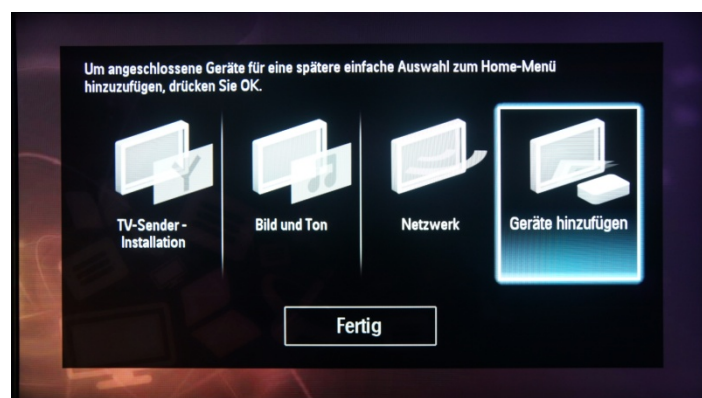 Um angeschlossene Geräte für eine spätere einfache Auswahl zum Home-Menü
hinzuzufügen, drücken Sie OK.
TV-Sender -
Installation
Bild und Ton
Netzwerk
Geräte hinzufügen
Fertig